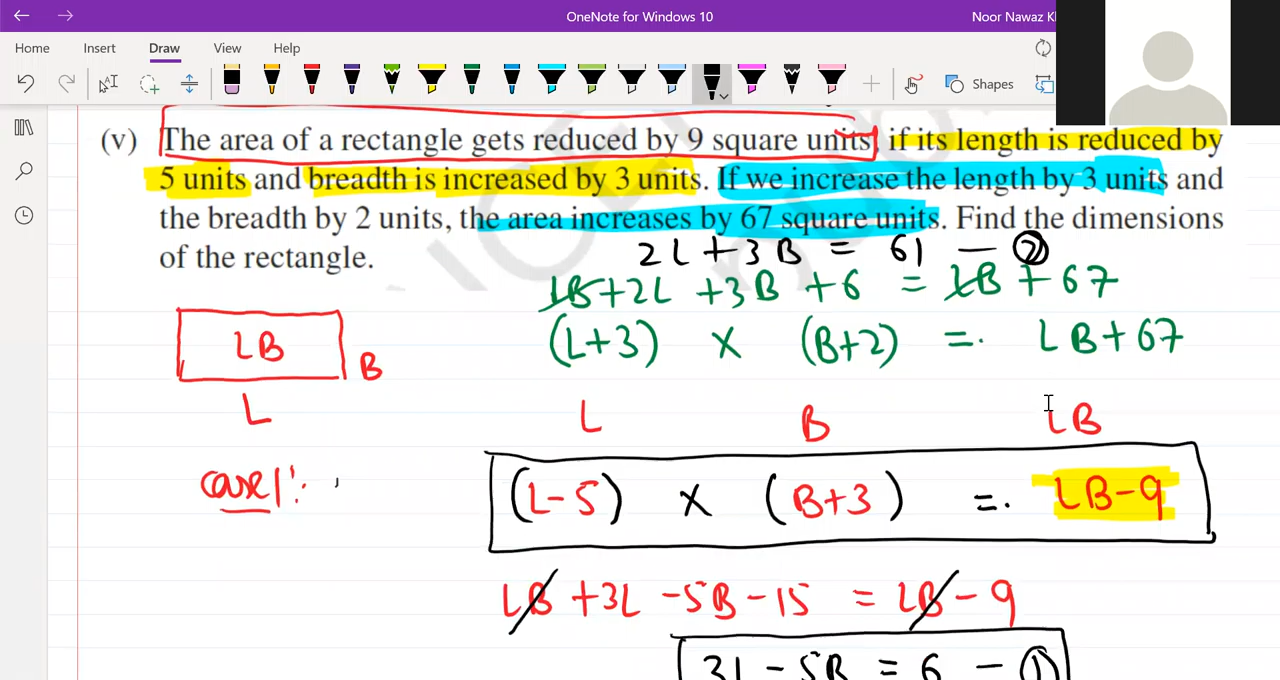 OneNote for Windows 10
Noor Nawaz
Home Insert Draw View Help
Shapes
(v) The area of a rectangle gets reduced by 9 square units, if its length is reduced by
5 units and breadth is increased by 3 units. If we increase the length by 3 units and
the breadth by 2 units, the area increases by 67 square units. Find the dimensions
of the rectangle.
2L + 3B = 61 — ②
LB + 2L + 3B + 6 = LB + 67
(L+3) × (B+2) =. LB+67
LB
B
L
L B LB
case 1:
(L-5) × (B+3) =. LB-9
LB +3L -5B -15 = LB - 9
3L - 5B = 6 — ①